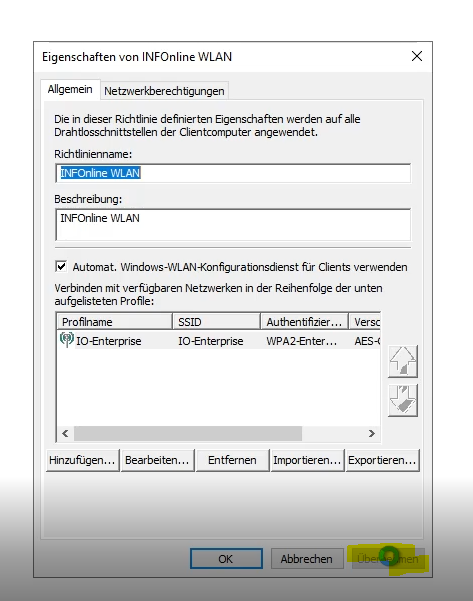 Eigenschaften von INFOnline WLAN
Allgemein Netzwerkberechtigungen
Die in dieser Richtlinie definierten Eigenschaften werden auf alle
Drahtlosschnittstellen der Clientcomputer angewendet.
Richtlinienname:
INFOnline WLAN
Beschreibung:
INFOnline WLAN
Automat. Windows-WLAN-Konfigurationsdienst für Clients verwenden
Verbinden mit verfügbaren Netzwerken in der Reihenfolge der unten
aufgelisteten Profile:
Profilname SSID Authentifizier... Versc
IO-Enterprise IO-Enterprise WPA2-Enter... AES-
Hinzufügen... Bearbeiten... Entfernen Importieren... Exportieren...
OK Abbrechen